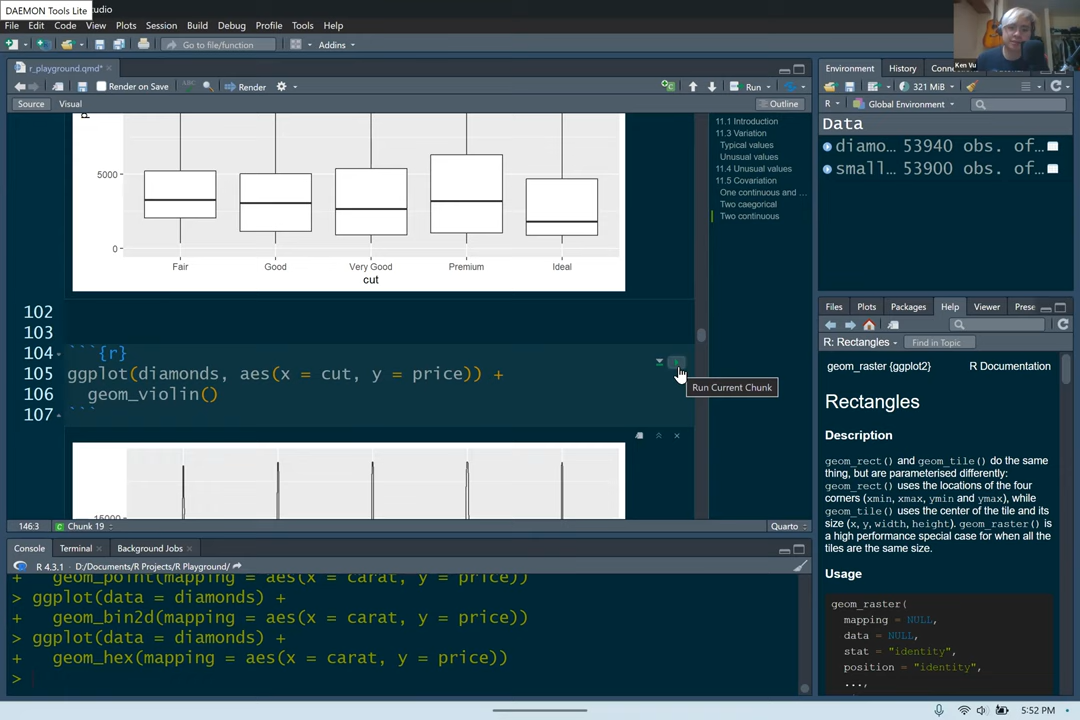 DAEMON Tools Lite
studio
File Edit Code View Plots Session Build Debug Profile Tools Help
Go to file/function
Addins
Ken Vu
r_playground.qmd*
Render on Save
Render
Run
Source Visual
Outline
5000
0
Fair Good Very Good Premium Ideal
cut
102
103
104 ```{r}
105 ggplot(diamonds, aes(x = cut, y = price)) +
106 geom_violin()
107 ```
Run Current Chunk
15000
146:3 Chunk 19 Quarto
11.1 Introduction
11.3 Variation
Typical values
Unusual values
11.4 Unusual values
11.5 Covariation
One continuous and ...
Two caegorical
Two continuous
Console Terminal Background Jobs
R 4.3.1 · D:/Documents/R Projects/R Playground/
+ geom_point(mapping = aes(x = carat, y = price))
> ggplot(data = diamonds) +
+ geom_bin2d(mapping = aes(x = carat, y = price))
> ggplot(data = diamonds) +
+ geom_hex(mapping = aes(x = carat, y = price))
>
Environment History
321 MiB
R Global Environment
Data
diamo... 53940 obs. of...
small... 53900 obs. of...
Files Plots Packages Help Viewer Prese
R: Rectangles Find in Topic
geom_raster {ggplot2} R Documentation
Rectangles
Description
geom_rect() and geom_tile() do the same
thing, but are parameterised differently:
geom_rect() uses the locations of the four
corners (xmin, xmax, ymin and ymax), while
geom_tile() uses the center of the tile and its
size (x, y, width, height). geom_raster() is
a high performance special case for when all the
tiles are the same size.
Usage
geom_raster(
mapping = NULL,
data = NULL,
stat = "identity",
position = "identity",
...,
5:52 PM